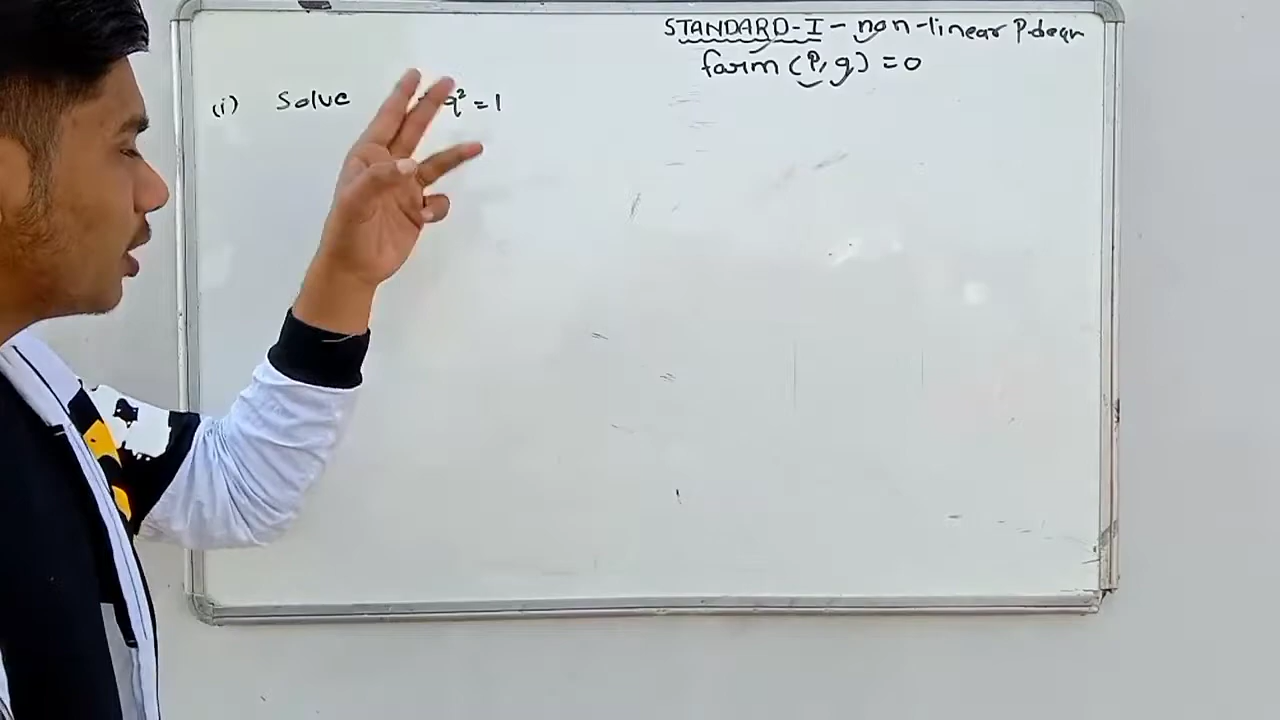 STANDARD-I - non-linear P.deqn
form (P, q) = 0
(i) Solve q² = 1